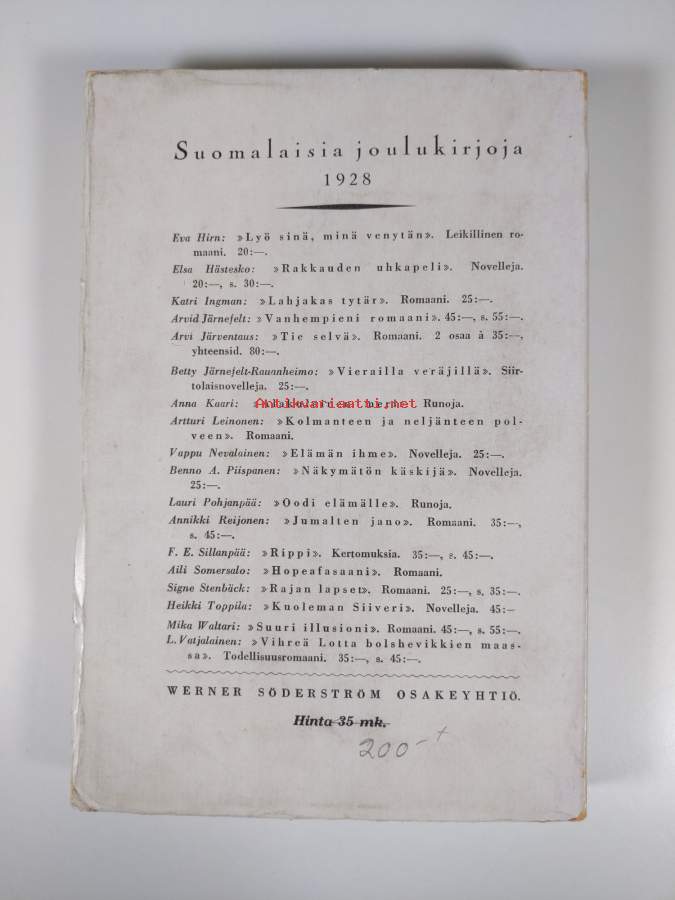 Suomalaisia joulukirjoja
1928
Eva Hirn: »Lyö sinä, minä venytän». Leikillinen ro-
maani. 20:—.
Elsa Hästesko: »Rakkauden uhkapeli». Novelleja.
20:—, s. 30:—.
Katri Ingman: »Lahjakas tytär». Romaani. 25:—.
Arvid Järnefelt: »Vanhempieni romaani». 45:—, s. 55:—.
Arvi Järventaus: »Tie selvä». Romaani. 2 osaa à 35:—,
yhteensid. 80:—.
Betty Järnefelt-Rauanheimo: »Vierailla veräjillä». Siir-
tolaisnovelleja. 25:—.
Anna Kaari: Runoja.
Antikvariaatti.net
Artturi Leinonen: »Kolmanteen ja neljänteen pol-
veen». Romaani.
Vappu Nevalainen: »Elämän ihme». Novelleja. 25:—.
Benno A. Piispanen: »Näkymätön käskijä». Novelleja.
25:—.
Lauri Pohjanpää: »Oodi elämälle». Runoja.
Annikki Reijonen: »Jumalten jano». Romaani. 35:—,
s. 45:—.
F. E. Sillanpää: »Rippi». Kertomuksia. 35:—, s. 45:—.
Aili Somersalo: »Hopeafasaani». Romaani.
Signe Stenbäck: »Rajan lapset». Romaani. 25:—, s. 35:—.
Heikki Toppila: »Kuoleman Siiveri». Novelleja. 45:—
Mika Waltari: »Suuri illusioni». Romaani. 45:—, s. 55:—.
L. Vatjalainen: »Vihreä Lotta bolshevikkien maas-
sa». Todellisuusromaani. 35:—, s. 45:—.
WERNER SÖDERSTRÖM OSAKEYHTIÖ.
Hinta 35 mk.
200-+